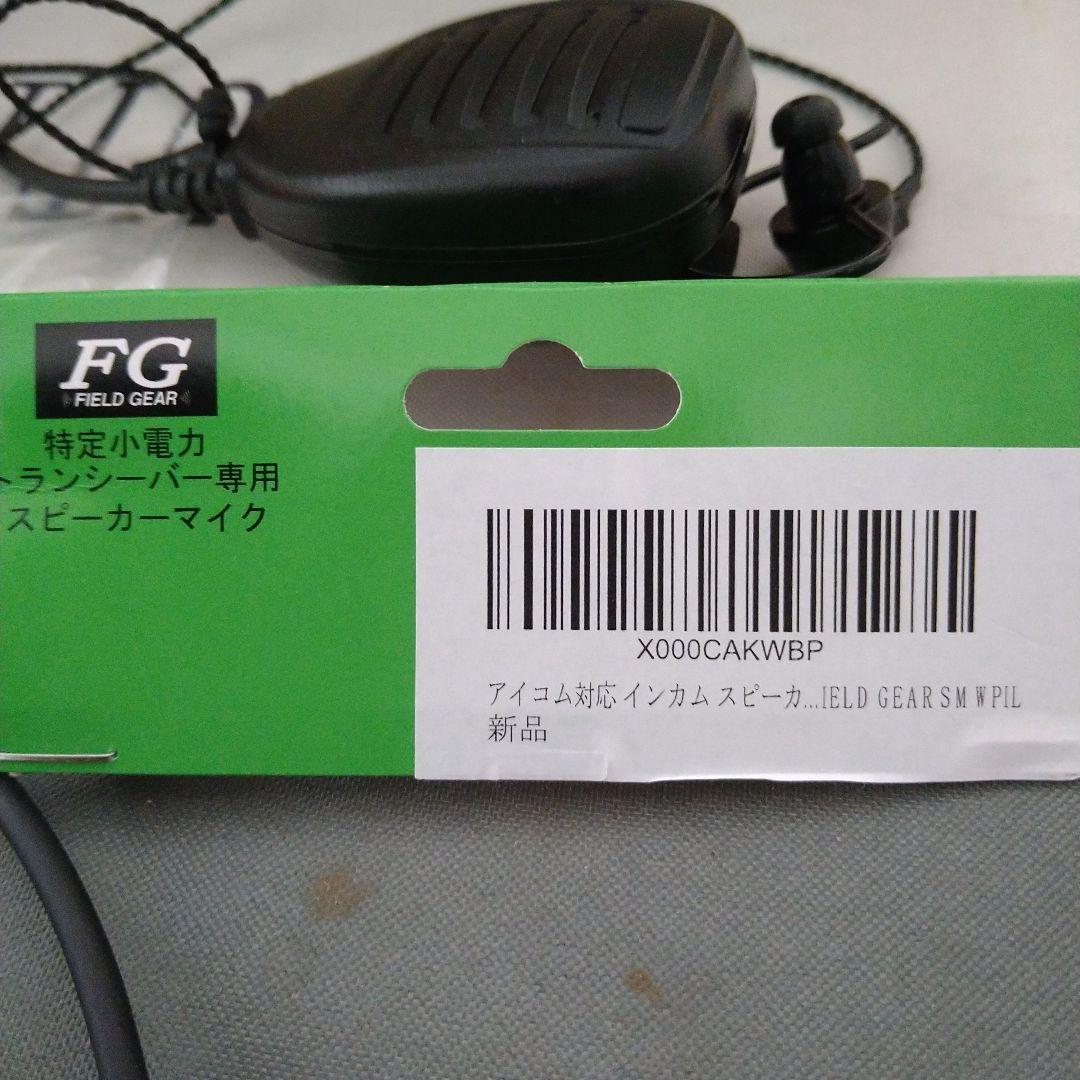 FG
FIELD GEAR
特定小電力
トランシーバー専用
スピーカーマイク
X000CAKWBP
アイコム対応 インカム スピーカ...IELD GEAR SM W PIL
新品